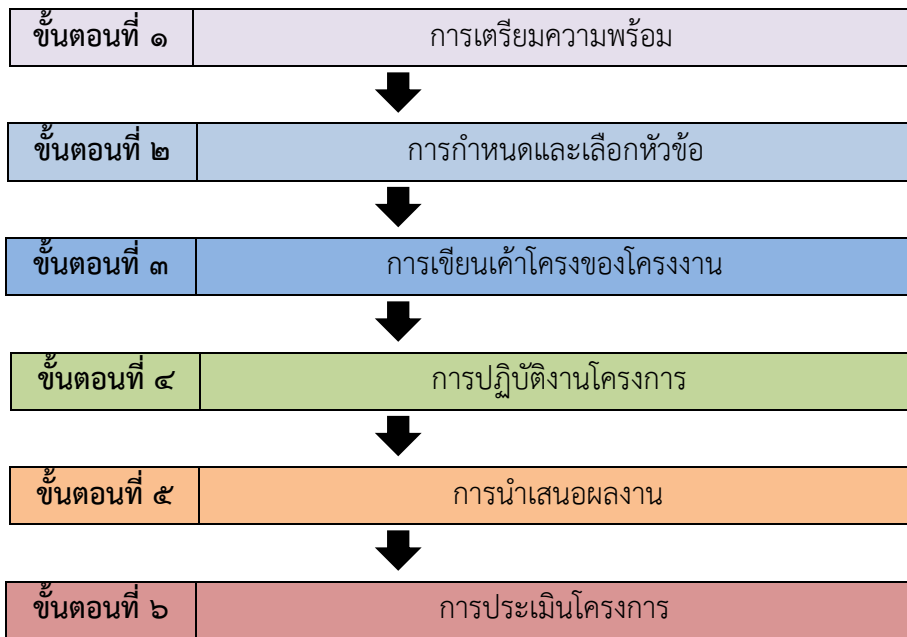 ขั้นตอนที่ ๑ การเตรียมความพร้อม
ขั้นตอนที่ ๒ การกำหนดและเลือกหัวข้อ
ขั้นตอนที่ ๓ การเขียนเค้าโครงของโครงงาน
ขั้นตอนที่ ๔ การปฏิบัติงานโครงการ
ขั้นตอนที่ ๕ การนำเสนอผลงาน
ขั้นตอนที่ ๖ การประเมินโครงการ